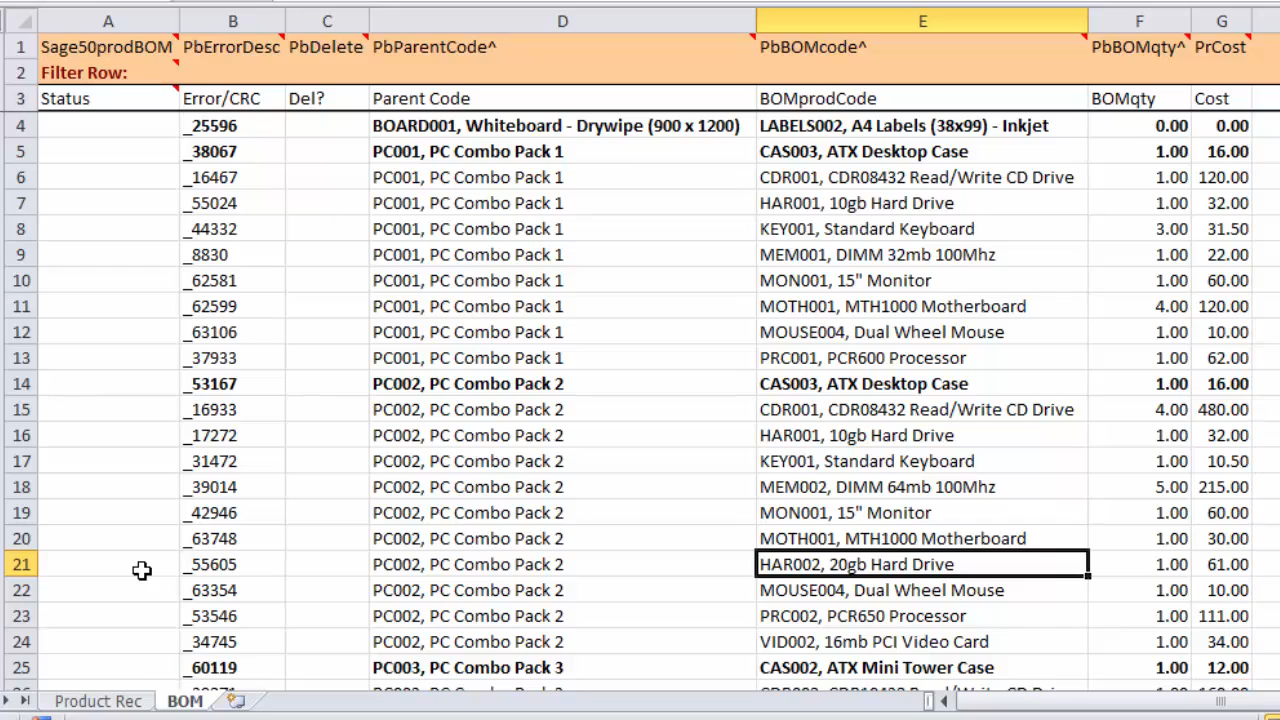 A B C D E F G
1 Sage50prodBOM PbErrorDesc PbDelete PbParentCode^ PbBOMcode^ PbBOMqty^ PrCost
2 Filter Row:
3 Status Error/CRC Del? Parent Code BOMprodCode BOMqty Cost
4 _25596 BOARD001, Whiteboard - Drywipe (900 x 1200) LABELS002, A4 Labels (38x99) - Inkjet 0.00 0.00
5 _38067 PC001, PC Combo Pack 1 CAS003, ATX Desktop Case 1.00 16.00
6 _16467 PC001, PC Combo Pack 1 CDR001, CDR08432 Read/Write CD Drive 1.00 120.00
7 _55024 PC001, PC Combo Pack 1 HAR001, 10gb Hard Drive 1.00 32.00
8 _44332 PC001, PC Combo Pack 1 KEY001, Standard Keyboard 3.00 31.50
9 _8830 PC001, PC Combo Pack 1 MEM001, DIMM 32mb 100Mhz 1.00 22.00
10 _62581 PC001, PC Combo Pack 1 MON001, 15" Monitor 1.00 60.00
11 _62599 PC001, PC Combo Pack 1 MOTH001, MTH1000 Motherboard 4.00 120.00
12 _63106 PC001, PC Combo Pack 1 MOUSE004, Dual Wheel Mouse 1.00 10.00
13 _37933 PC001, PC Combo Pack 1 PRC001, PCR600 Processor 1.00 62.00
14 _53167 PC002, PC Combo Pack 2 CAS003, ATX Desktop Case 1.00 16.00
15 _16933 PC002, PC Combo Pack 2 CDR001, CDR08432 Read/Write CD Drive 4.00 480.00
16 _17272 PC002, PC Combo Pack 2 HAR001, 10gb Hard Drive 1.00 32.00
17 _31472 PC002, PC Combo Pack 2 KEY001, Standard Keyboard 1.00 10.50
18 _39014 PC002, PC Combo Pack 2 MEM002, DIMM 64mb 100Mhz 5.00 215.00
19 _42946 PC002, PC Combo Pack 2 MON001, 15" Monitor 1.00 60.00
20 _63748 PC002, PC Combo Pack 2 MOTH001, MTH1000 Motherboard 1.00 30.00
21 _55605 PC002, PC Combo Pack 2 HAR002, 20gb Hard Drive 1.00 61.00
22 _63354 PC002, PC Combo Pack 2 MOUSE004, Dual Wheel Mouse 1.00 10.00
23 _53546 PC002, PC Combo Pack 2 PRC002, PCR650 Processor 1.00 111.00
24 _34745 PC002, PC Combo Pack 2 VID002, 16mb PCI Video Card 1.00 34.00
25 _60119 PC003, PC Combo Pack 3 CAS002, ATX Mini Tower Case 1.00 12.00
Product Rec BOM